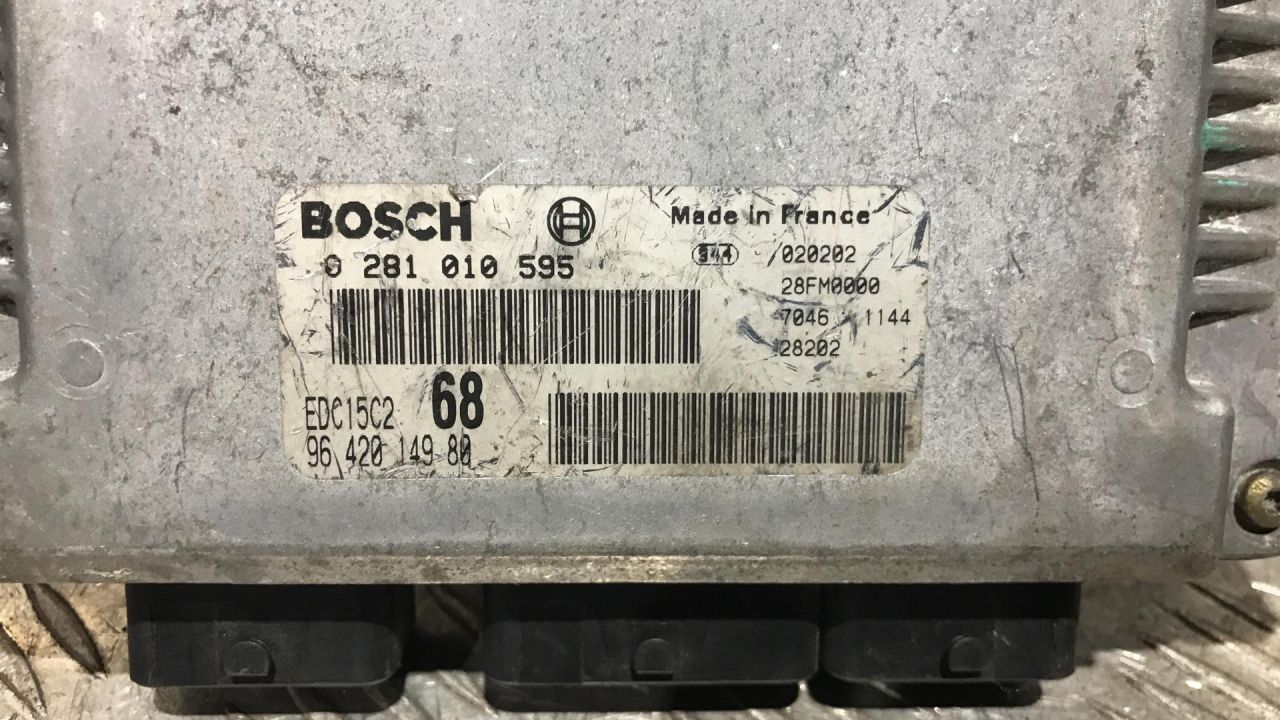 BOSCH
0 281 010 595
EDC15C2 68
96 420 149 80
Made in France
S44 020202
28FM0000
7046 1144
28202